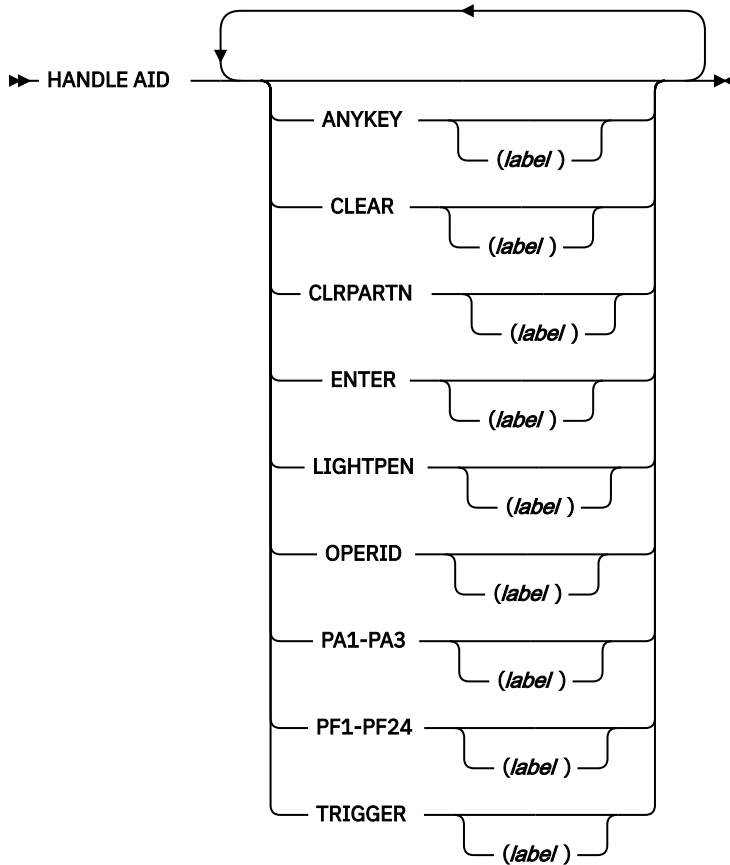 HANDLE AID
ANYKEY
(label )
CLEAR
(label )
CLRPARTN
(label )
ENTER
(label )
LIGHTPEN
(label )
OPERID
(label )
PA1-PA3
(label )
PF1-PF24
(label )
TRIGGER
(label )